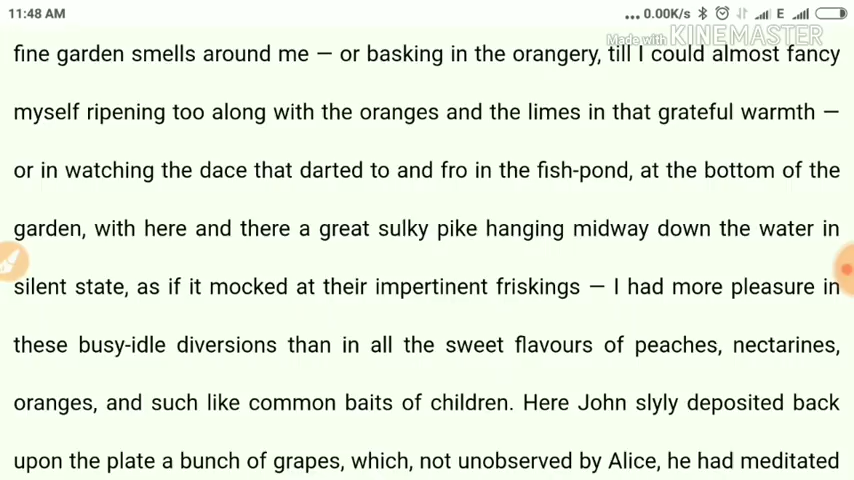 11:48 AM
... 0.00K/s E
Made with KINEMASTER
fine garden smells around me — or basking in the orangery, till I could almost fancy
myself ripening too along with the oranges and the limes in that grateful warmth —
or in watching the dace that darted to and fro in the fish-pond, at the bottom of the
garden, with here and there a great sulky pike hanging midway down the water in
silent state, as if it mocked at their impertinent friskings — I had more pleasure in
these busy-idle diversions than in all the sweet flavours of peaches, nectarines,
oranges, and such like common baits of children. Here John slyly deposited back
upon the plate a bunch of grapes, which, not unobserved by Alice, he had meditated